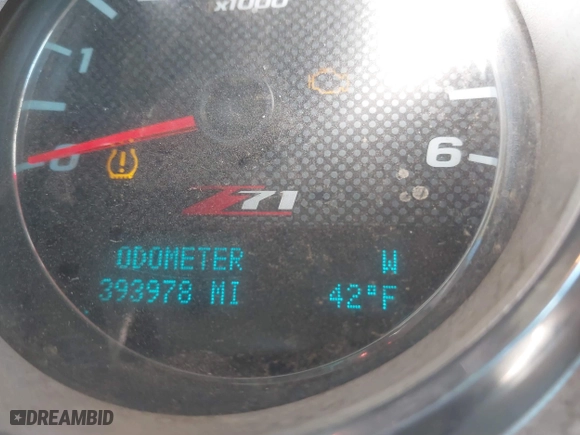 x1000
1
0
6
Z71
ODOMETER W
393978 MI 42°F
DREAMBID